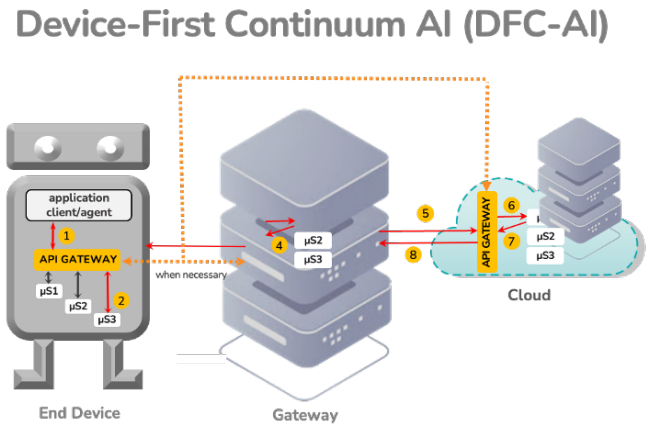 Device-First Continuum AI (DFC-AI)
application
client/agent
1
API GATEWAY
μS1
μS2
2
μS3
End Device
when necessary
4
μS2
μS3
Gateway
5
8
API GATEWAY
6
7
μS2
μS3
Cloud